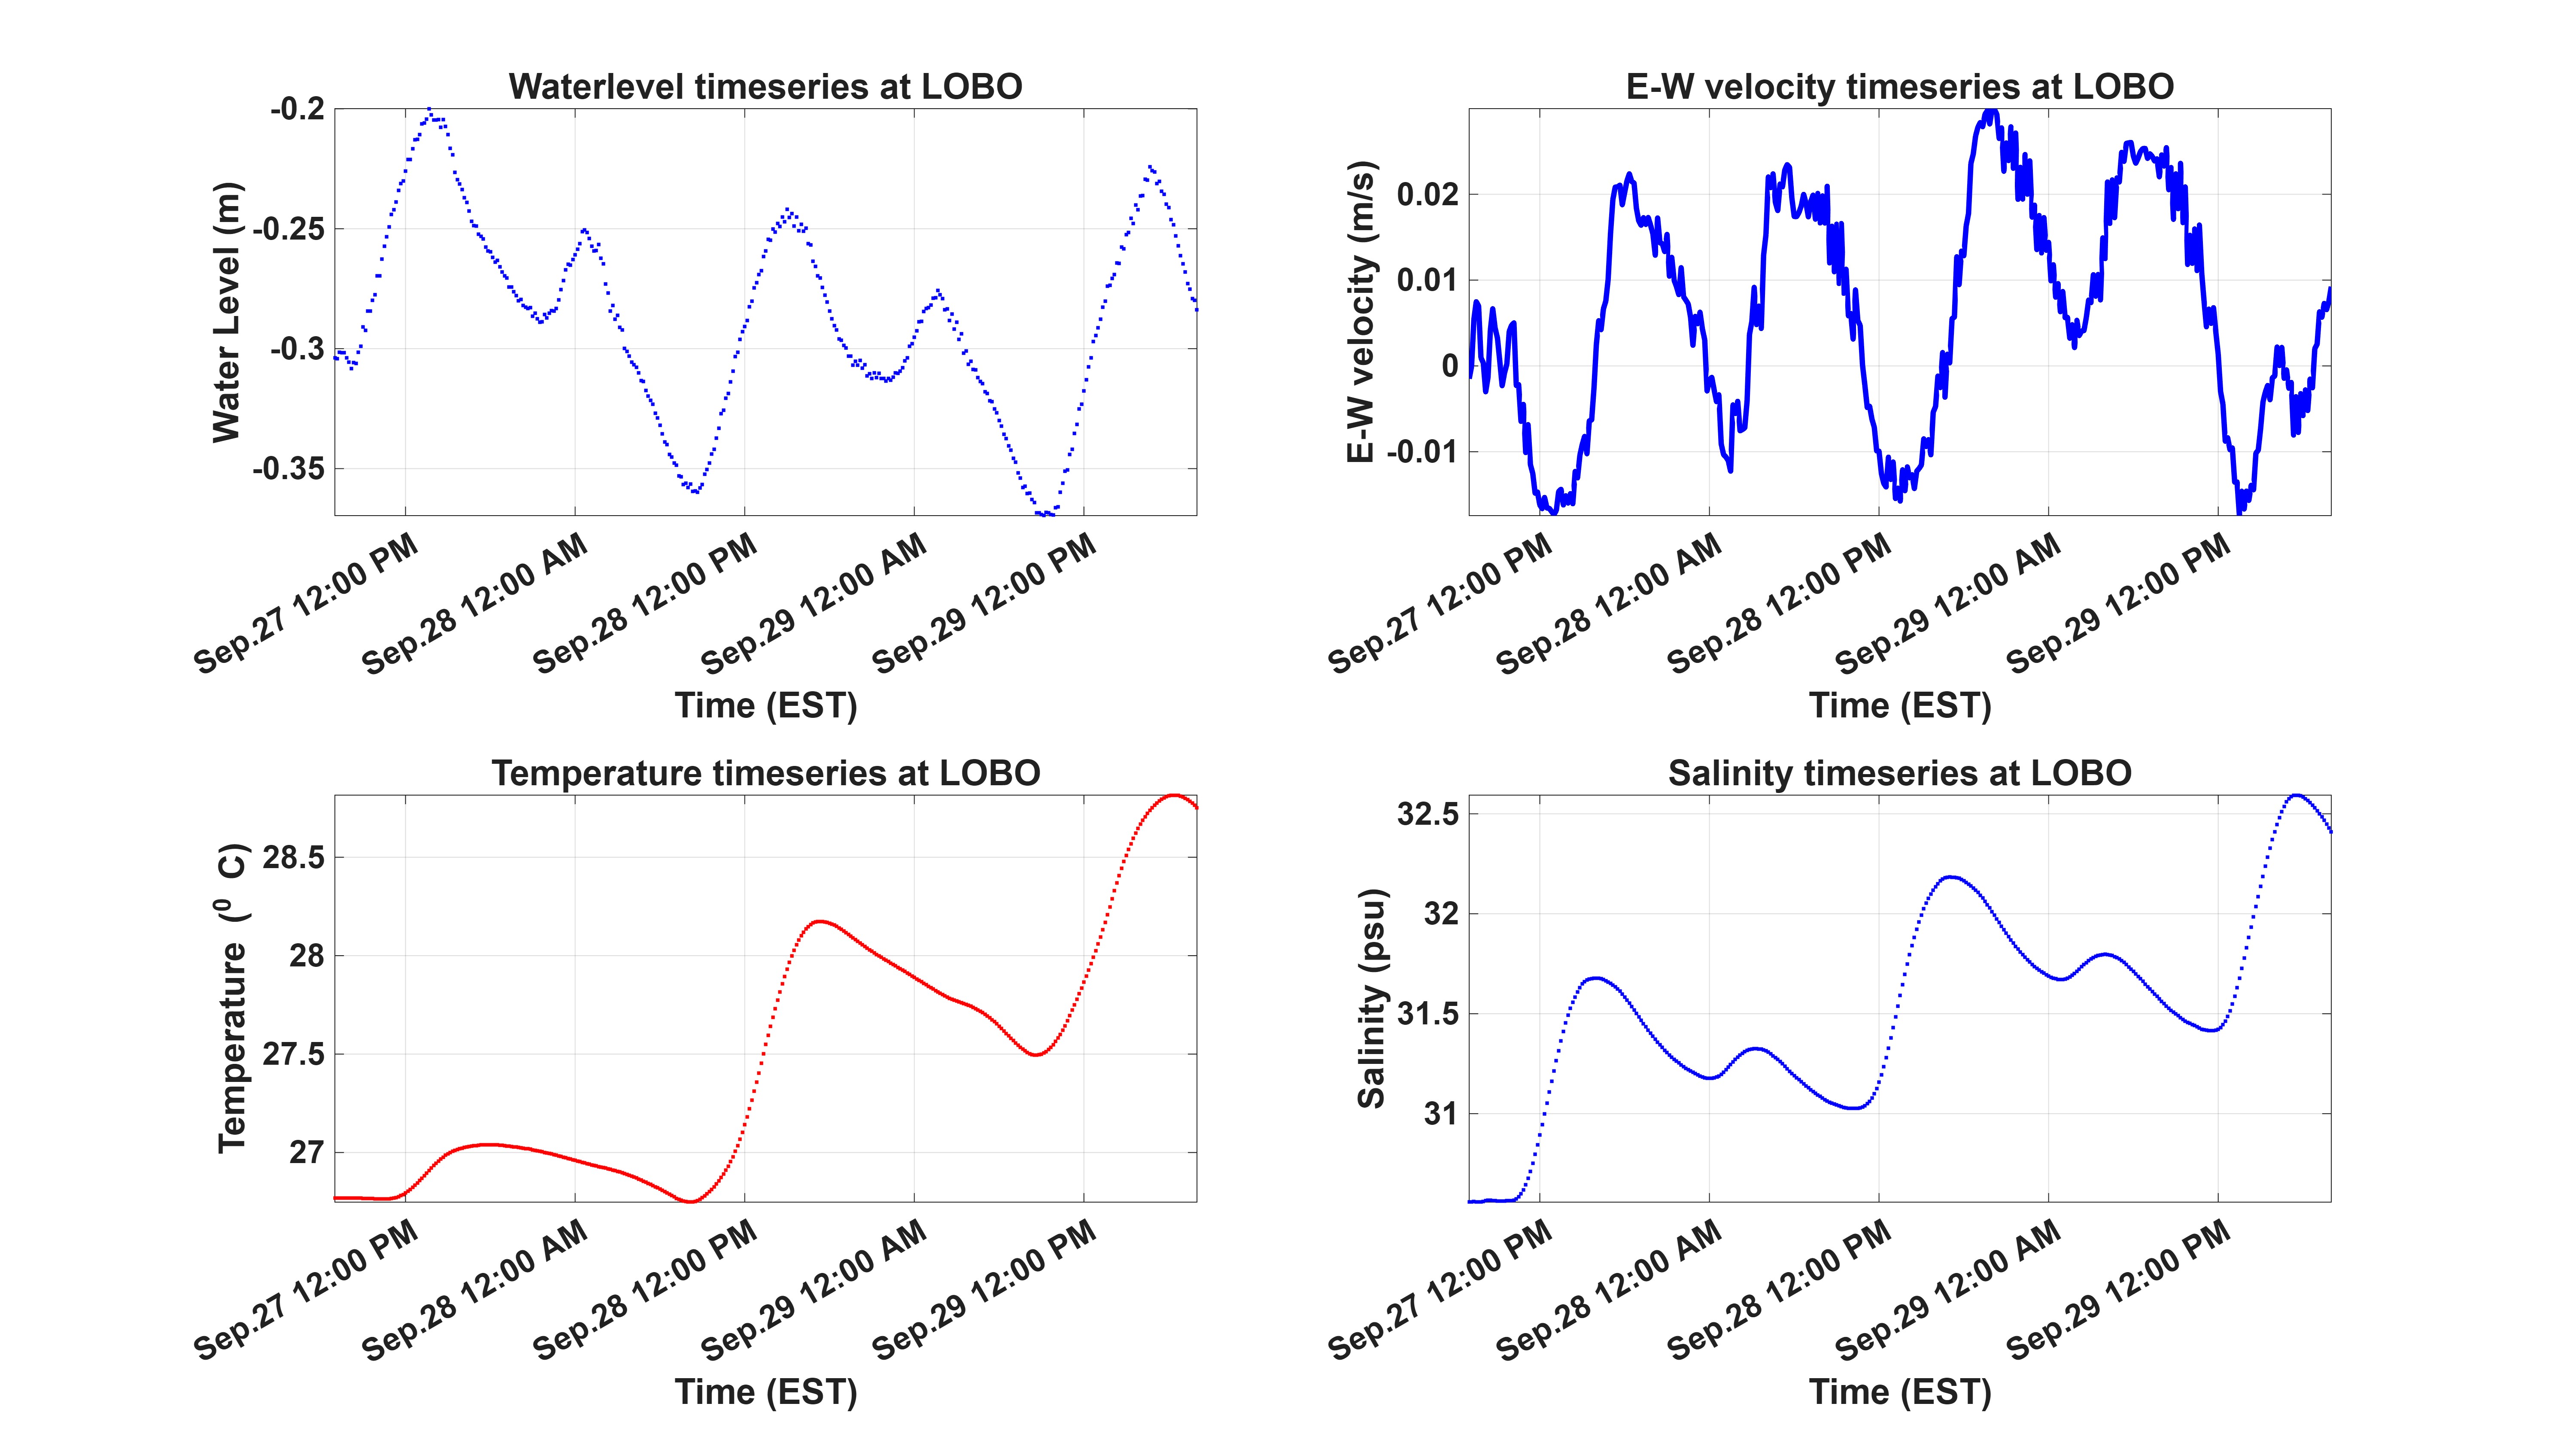 Waterlevel timeseries at LOBO
-0.2
-0.25
-0.3
-0.35
Water Level (m)
Sep.27 12:00 PM
Sep.28 12:00 AM
Sep.28 12:00 PM
Sep.29 12:00 AM
Sep.29 12:00 PM
Time (EST)
E-W velocity timeseries at LOBO
0.02
0.01
0
-0.01
E-W velocity (m/s)
Sep.27 12:00 PM
Sep.28 12:00 AM
Sep.28 12:00 PM
Sep.29 12:00 AM
Sep.29 12:00 PM
Time (EST)
Temperature timeseries at LOBO
28.5
28
27.5
27
Temperature (⁰ C)
Sep.27 12:00 PM
Sep.28 12:00 AM
Sep.28 12:00 PM
Sep.29 12:00 AM
Sep.29 12:00 PM
Time (EST)
Salinity timeseries at LOBO
32.5
32
31.5
31
Salinity (psu)
Sep.27 12:00 PM
Sep.28 12:00 AM
Sep.28 12:00 PM
Sep.29 12:00 AM
Sep.29 12:00 PM
Time (EST)